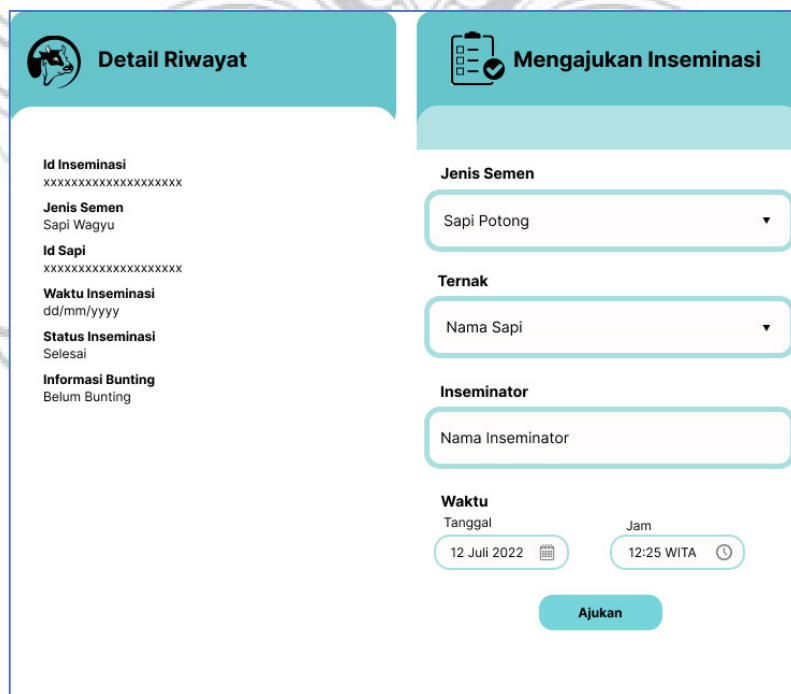 Detail Riwayat
Id Inseminasi
xxxxxxxxxxxxxxxxxxxx
Jenis Semen
Sapi Wagyu
Id Sapi
xxxxxxxxxxxxxxxxxxxx
Waktu Inseminasi
dd/mm/yyyy
Status Inseminasi
Selesai
Informasi Bunting
Belum Bunting
Mengajukan Inseminasi
Jenis Semen
Sapi Potong
Ternak
Nama Sapi
Inseminator
Nama Inseminator
Waktu
Tanggal
Jam
12 Juli 2022
12:25 WITA
Ajukan